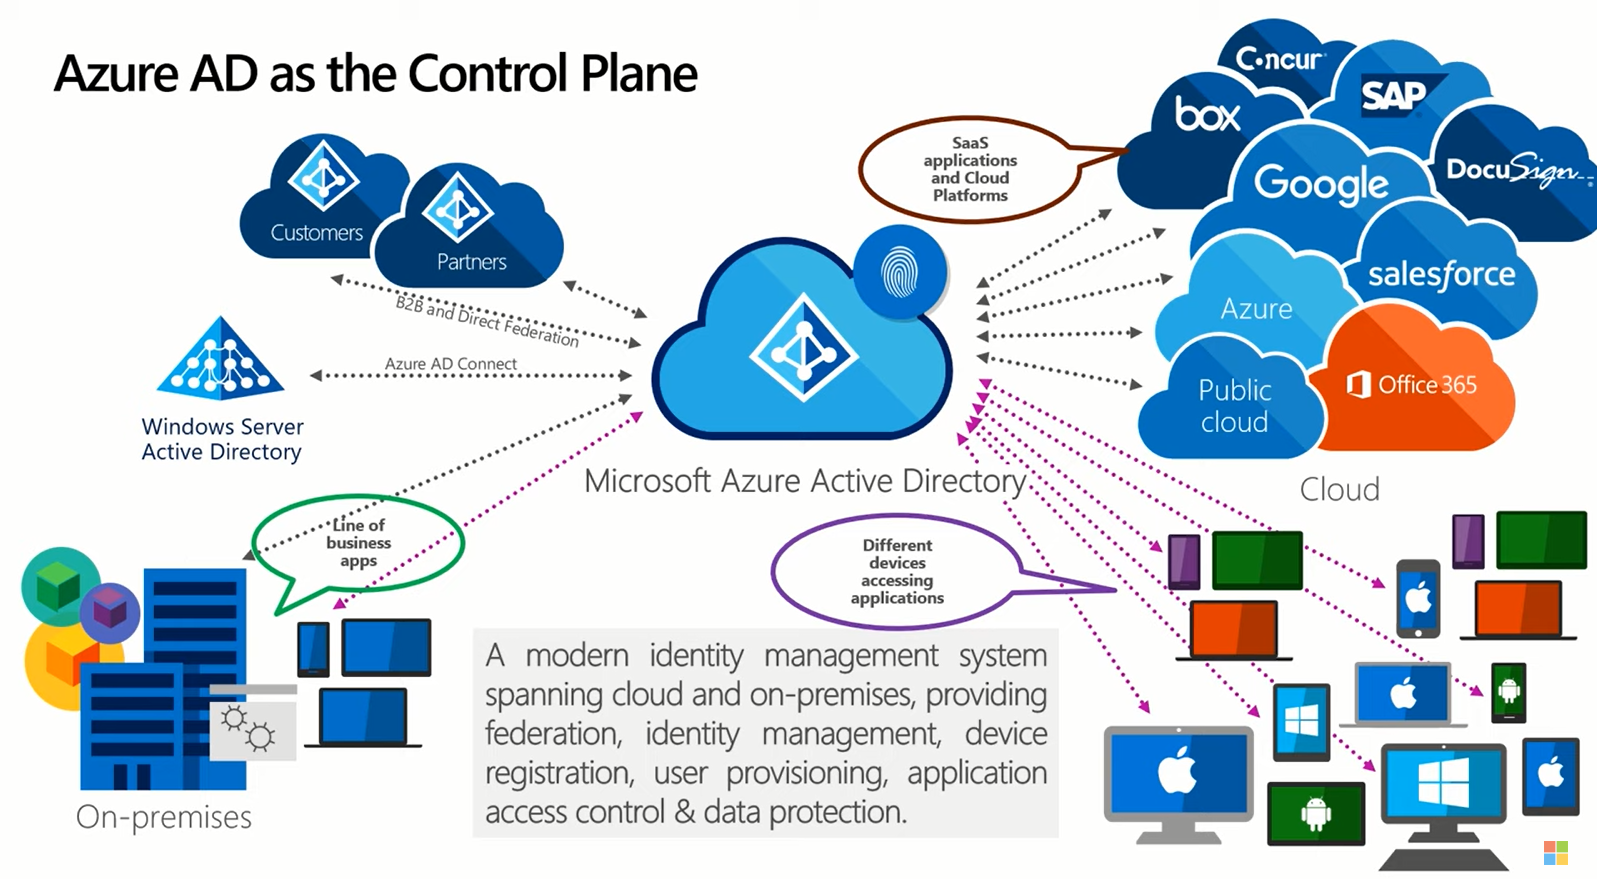 Azure AD as the Control Plane
Concur
SAP
box
DocuSign
Google
salesforce
Azure
Public
cloud
Office 365
Cloud
SaaS
applications
and Cloud
Platforms
Customers
Partners
B2B and Direct Federation
Azure AD Connect
Windows Server
Active Directory
Microsoft Azure Active Directory
Line of
business
apps
Different
devices
accessing
applications
A modern identity management system
spanning cloud and on-premises, providing
federation, identity management, device
registration, user provisioning, application
access control & data protection.
On-premises